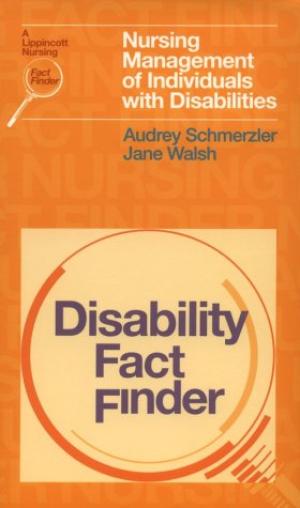 A
Lippincott
Nursing
Fact
Finder
Nursing
Management
of Individuals
with Disabilities
Audrey Schmerzler
Jane Walsh
Disability
Fact
Finder